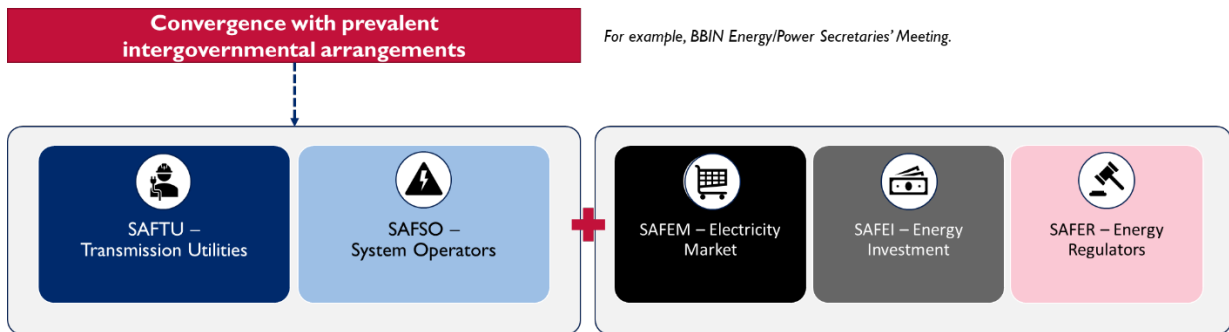 Convergence with prevalent
intergovernmental arrangements
For example, BBIN Energy/Power Secretaries’ Meeting.
SAFTU –
Transmission Utilities
SAFSO –
System Operators
SAFEM – Electricity
Market
SAFEI – Energy
Investment
SAFER – Energy
Regulators